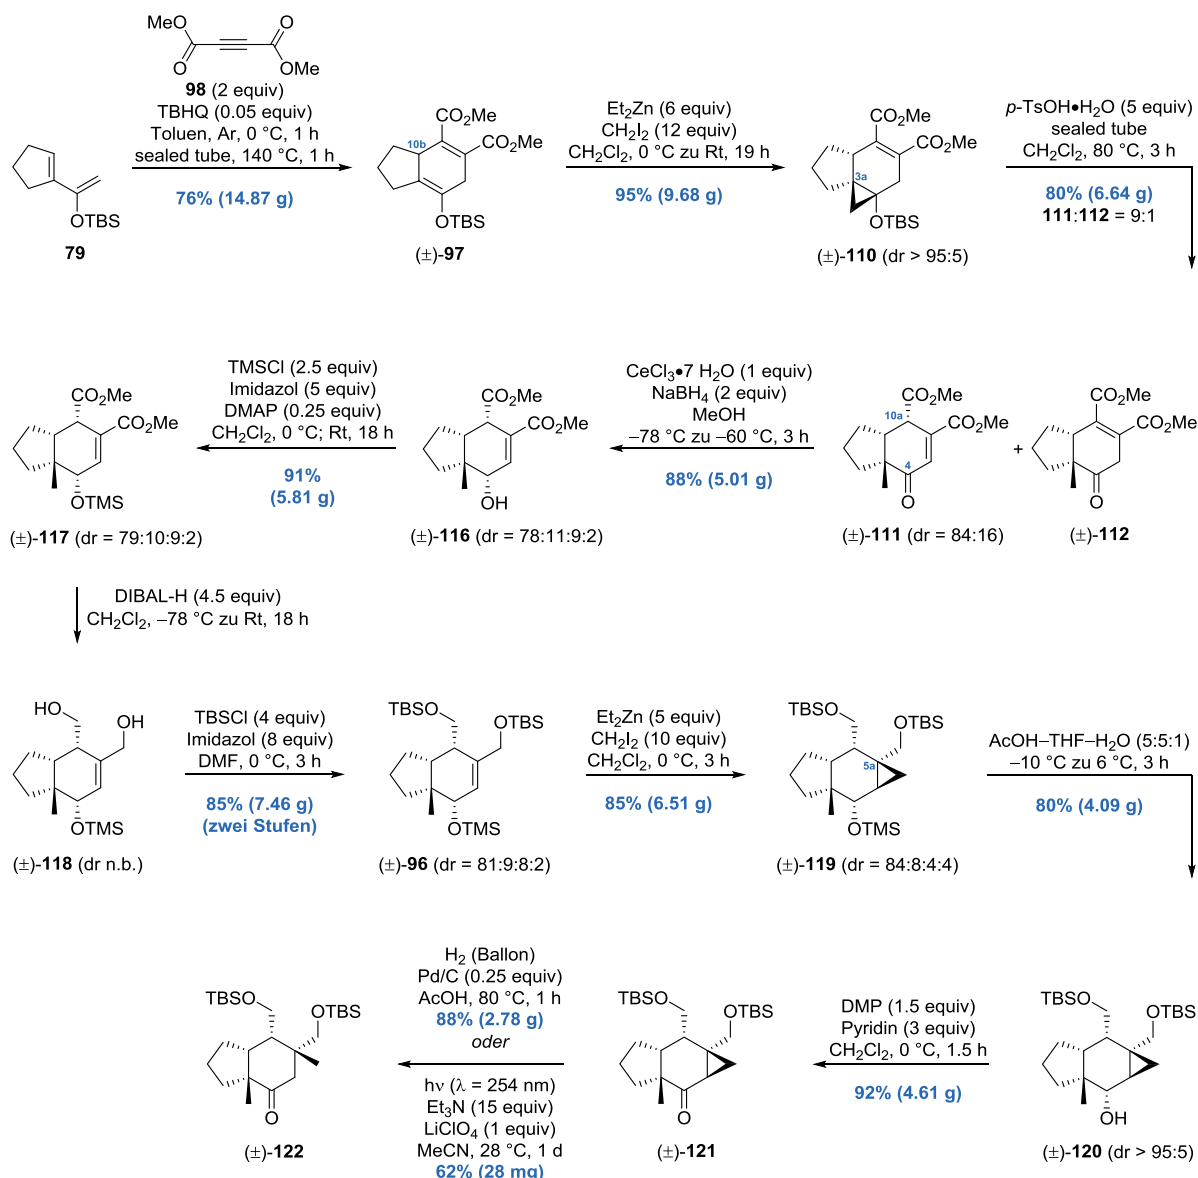 MeO
O
O
OMe
98 (2 equiv)
TBHQ (0.05 equiv)
Toluen, Ar, 0 °C, 1 h
sealed tube, 140 °C, 1 h
76% (14.87 g)
OTBS
79
CO₂Me
10b
CO₂Me
OTBS
(±)-97
Et₂Zn (6 equiv)
CH₂I₂ (12 equiv)
CH₂Cl₂, 0 °C zu Rt, 19 h
95% (9.68 g)
CO₂Me
CO₂Me
3a
OTBS
(±)-110 (dr > 95:5)
p-TsOH•H₂O (5 equiv)
sealed tube
CH₂Cl₂, 80 °C, 3 h
80% (6.64 g)
111:112 = 9:1
CO₂Me
CO₂Me
OTMS
(±)-117 (dr = 79:10:9:2)
TMSCl (2.5 equiv)
Imidazol (5 equiv)
DMAP (0.25 equiv)
CH₂Cl₂, 0 °C; Rt, 18 h
91%
(5.81 g)
CO₂Me
CO₂Me
OH
(±)-116 (dr = 78:11:9:2)
CeCl₃•7 H₂O (1 equiv)
NaBH₄ (2 equiv)
MeOH
–78 °C zu –60 °C, 3 h
88% (5.01 g)
CO₂Me
10a
CO₂Me
4
O
(±)-111 (dr = 84:16)
+
CO₂Me
CO₂Me
O
(±)-112
DIBAL-H (4.5 equiv)
CH₂Cl₂, –78 °C zu Rt, 18 h
HO
OH
OTMS
(±)-118 (dr n.b.)
TBSCl (4 equiv)
Imidazol (8 equiv)
DMF, 0 °C, 3 h
85% (7.46 g)
(zwei Stufen)
TBSO
OTBS
OTMS
(±)-96 (dr = 81:9:8:2)
Et₂Zn (5 equiv)
CH₂I₂ (10 equiv)
CH₂Cl₂, 0 °C, 3 h
85% (6.51 g)
TBSO
OTBS
5a
OTMS
(±)-119 (dr = 84:8:4:4)
AcOH–THF–H₂O (5:5:1)
–10 °C zu 6 °C, 3 h
80% (4.09 g)
TBSO
OTBS
O
(±)-122
H₂ (Ballon)
Pd/C (0.25 equiv)
AcOH, 80 °C, 1 h
88% (2.78 g)
oder
hν (λ = 254 nm)
Et₃N (15 equiv)
LiClO₄ (1 equiv)
MeCN, 28 °C, 1 d
62% (28 mg)
TBSO
OTBS
O
(±)-121
DMP (1.5 equiv)
Pyridin (3 equiv)
CH₂Cl₂, 0 °C, 1.5 h
92% (4.61 g)
TBSO
OTBS
OH
(±)-120 (dr > 95:5)